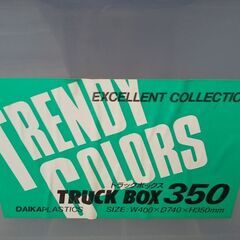 EXCELLENT COLLECTIO
TRENDY
COLORS
トラックボックス
TRUCK BOX 350
DAIKAPLASTICS SIZE: W400×D740×H350mm